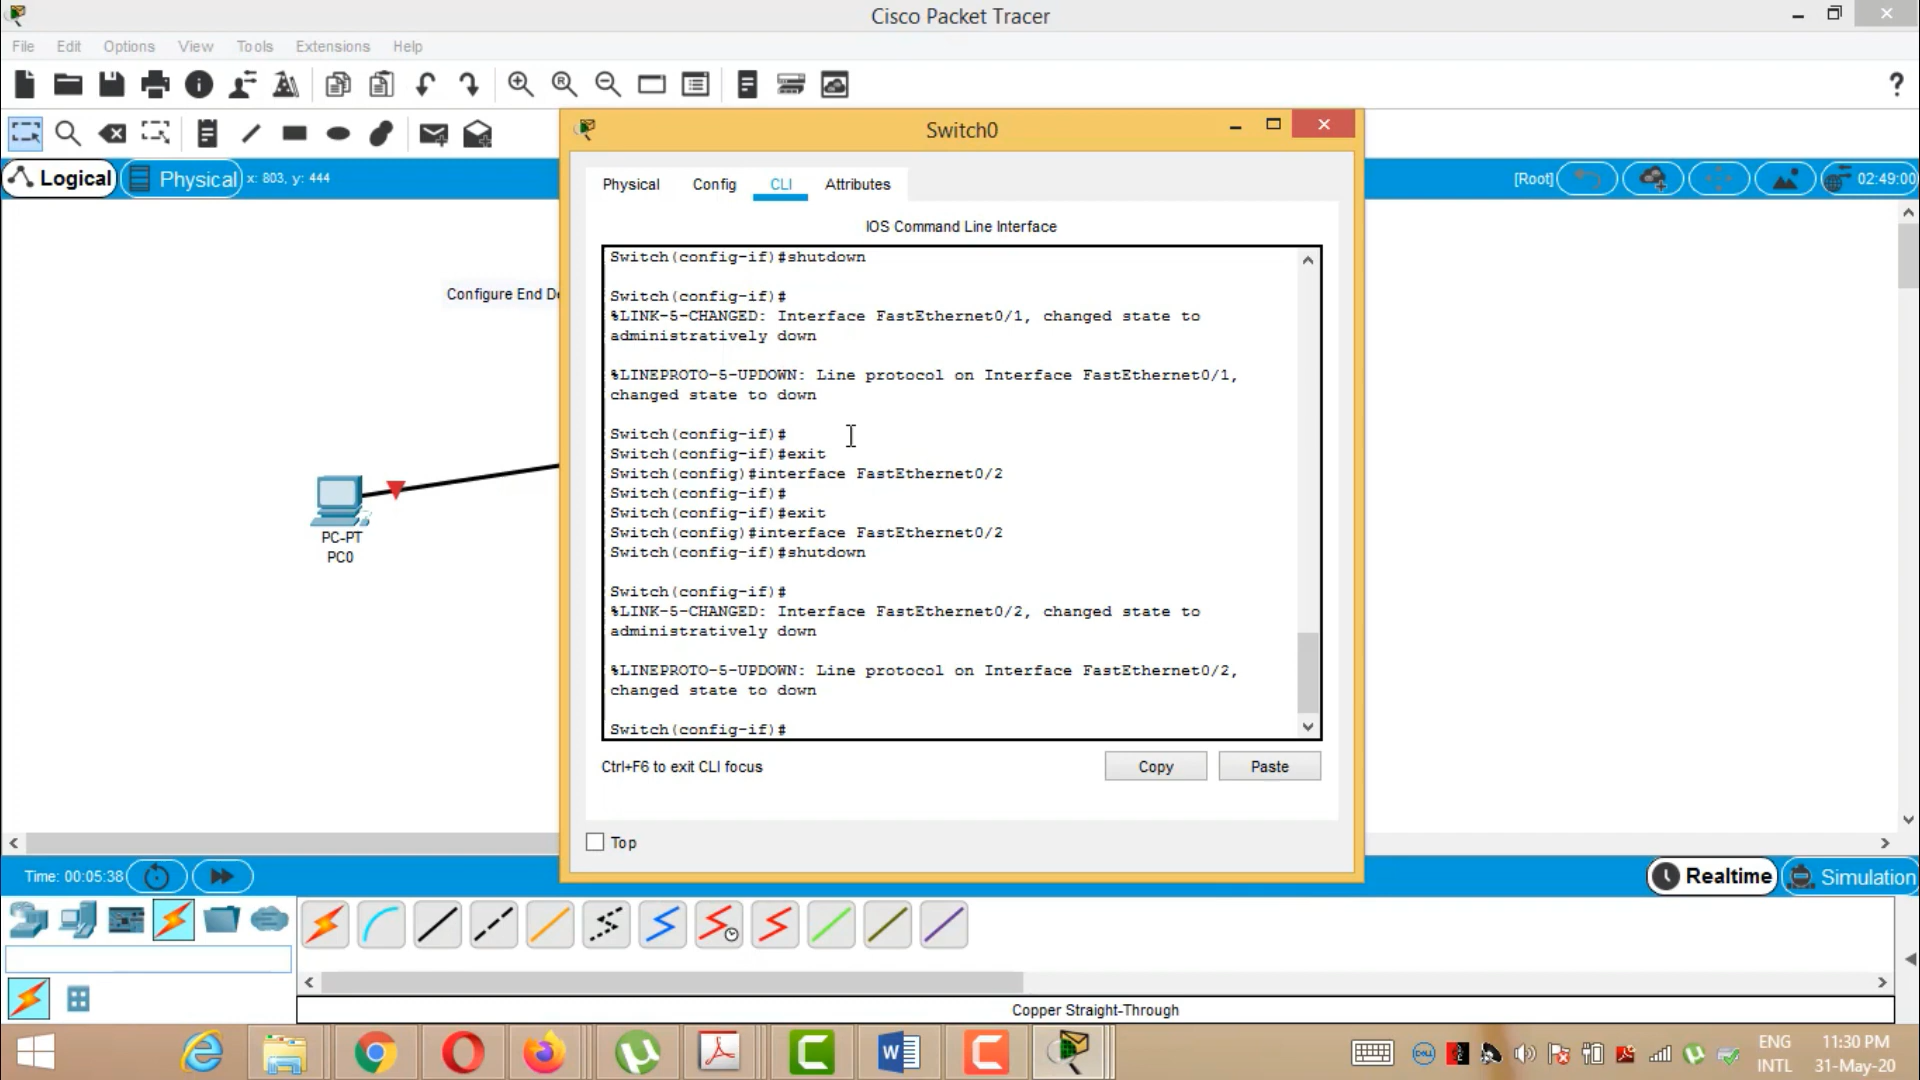 Cisco Packet Tracer
File Edit Options View Tools Extensions Help
Switch0
Logical Physical x: 803, y: 444
[Root] 02:49:00
Physical Config CLI Attributes
IOS Command Line Interface
Configure End De
Switch(config-if)#shutdown
Switch(config-if)#
%LINK-5-CHANGED: Interface FastEthernet0/1, changed state to
administratively down
%LINEPROTO-5-UPDOWN: Line protocol on Interface FastEthernet0/1,
changed state to down
Switch(config-if)#
Switch(config-if)#exit
Switch(config)#interface FastEthernet0/2
Switch(config-if)#
Switch(config-if)#exit
Switch(config)#interface FastEthernet0/2
Switch(config-if)#shutdown
Switch(config-if)#
%LINK-5-CHANGED: Interface FastEthernet0/2, changed state to
administratively down
%LINEPROTO-5-UPDOWN: Line protocol on Interface FastEthernet0/2,
changed state to down
Switch(config-if)#
PC-PT
PC0
Ctrl+F6 to exit CLI focus
Copy Paste
Top
Time: 00:05:38
Realtime Simulation
Copper Straight-Through
ENG
INTL
11:30 PM
31-May-20